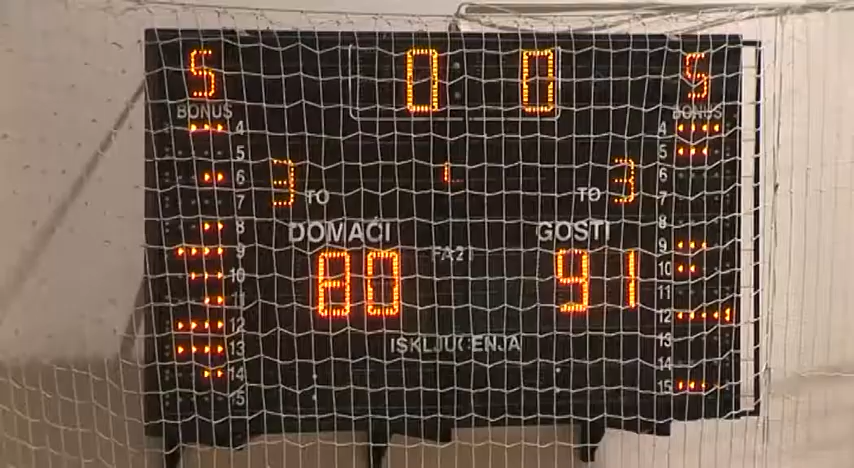 5 0 : 0 5
BONUS BONUS
4 4
5 5
6 6
7 3 TO TO 3 7
8 8
DOMAĆI GOSTI
9 9
10 10
80 91
11 11
12 12
ISKLJUČENJA
13 13
14 14
15